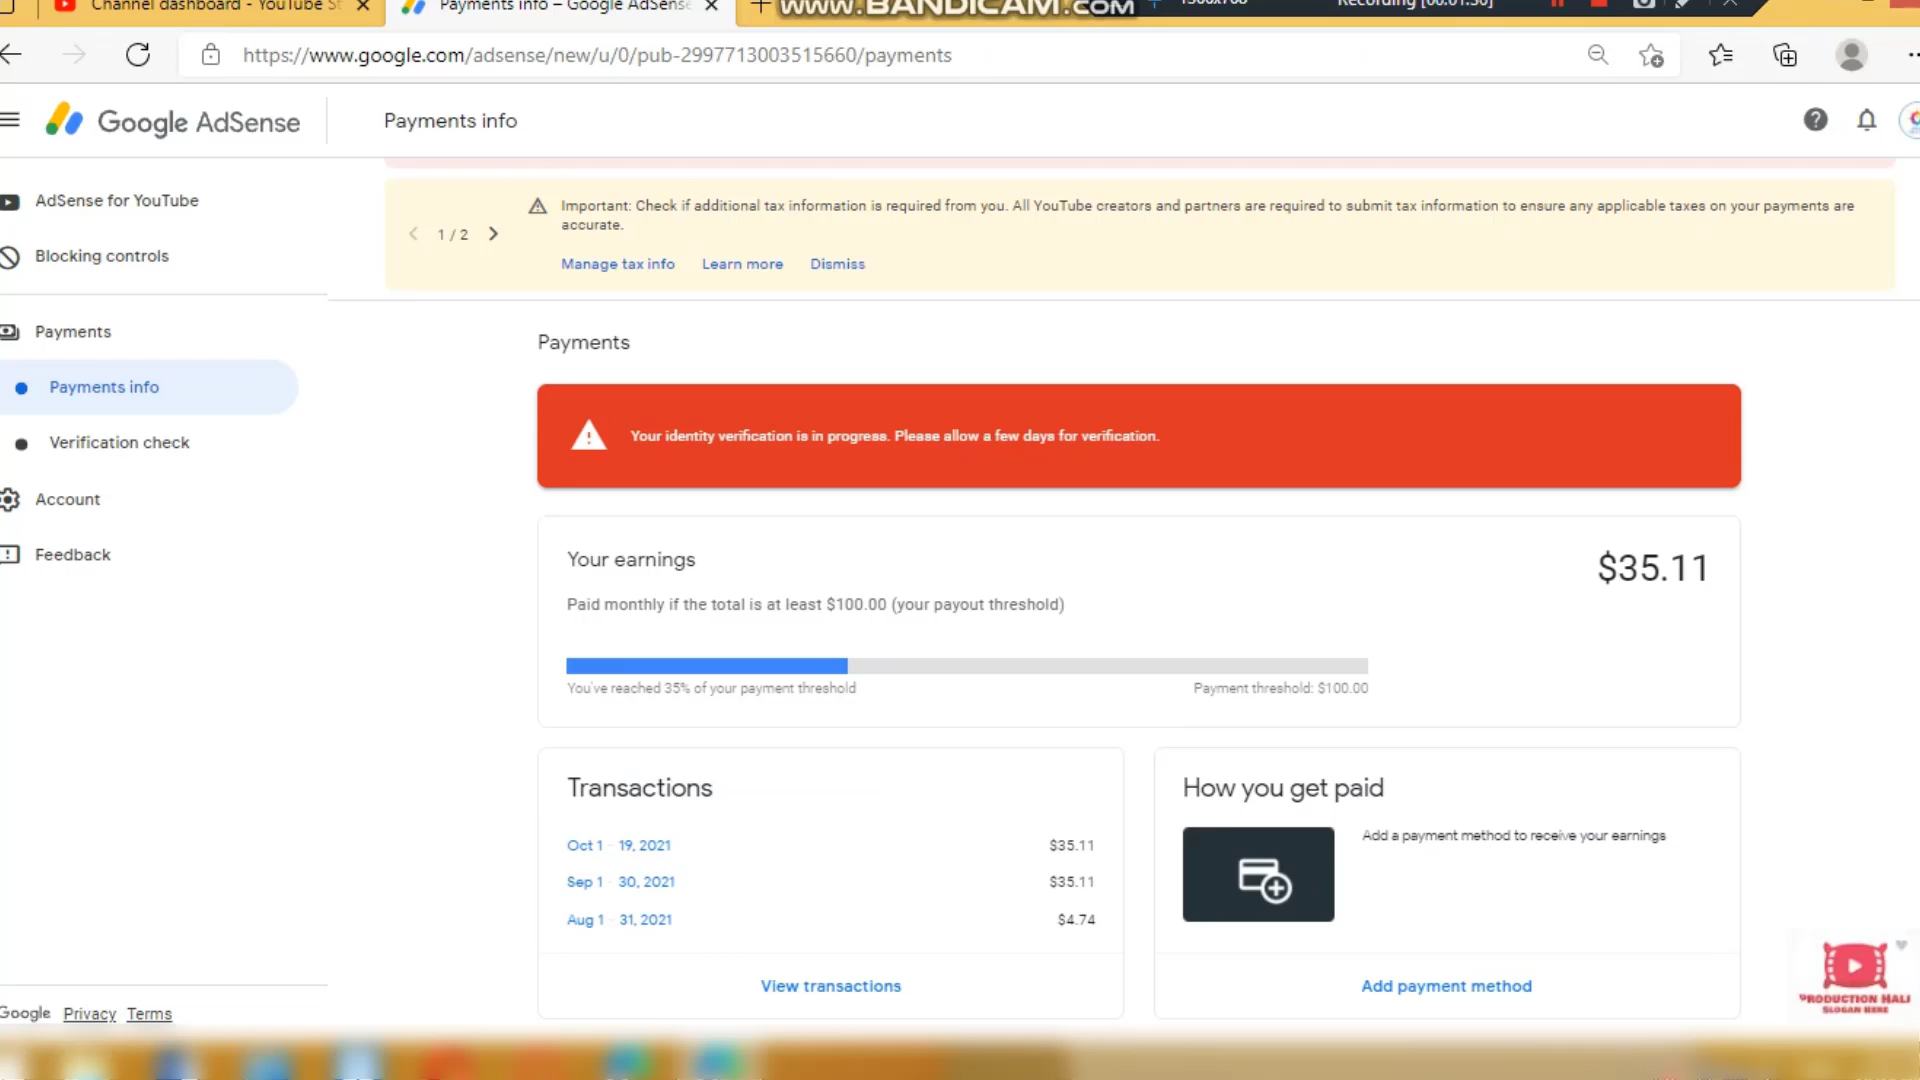 Channel dashboard - YouTube St
Payments info – Google AdSense
www.BANDICAM.com
Recording [00:01:30]
https://www.google.com/adsense/new/u/0/pub-2997713003515660/payments
Google AdSense
Payments info
AdSense for YouTube
Blocking controls
Payments
Payments info
Verification check
Account
Feedback
Google Privacy Terms
1 / 2
Important: Check if additional tax information is required from you. All YouTube creators and partners are required to submit tax information to ensure any applicable taxes on your payments are
accurate.
Manage tax info Learn more Dismiss
Payments
Your identity verification is in progress. Please allow a few days for verification.
Your earnings
$35.11
Paid monthly if the total is at least $100.00 (your payout threshold)
You've reached 35% of your payment threshold
Payment threshold: $100.00
Transactions
Oct 1 – 19, 2021 $35.11
Sep 1 – 30, 2021 $35.11
Aug 1 – 31, 2021 $4.74
View transactions
How you get paid
Add a payment method to receive your earnings
Add payment method
PRODUCTION HALI
SLOGAN HERE